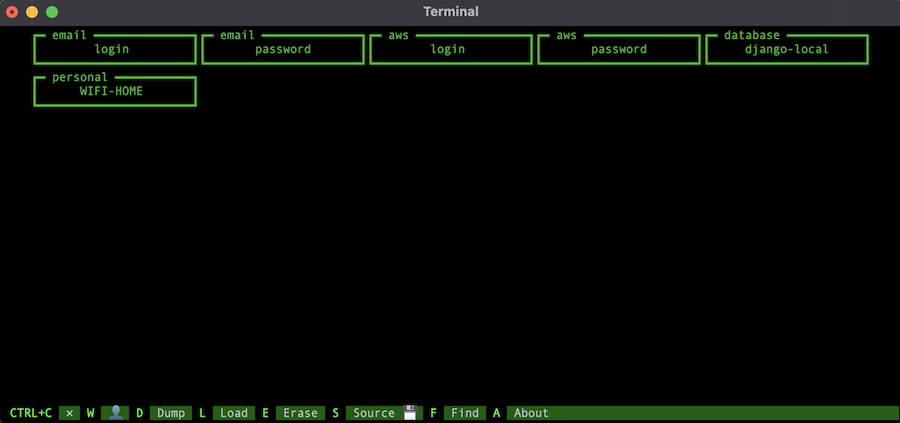 Terminal
email email aws aws database
login password login password django-local
personal
WIFI-HOME
CTRL+C × W 👤 D Dump L Load E Erase S Source 💾 F Find A About